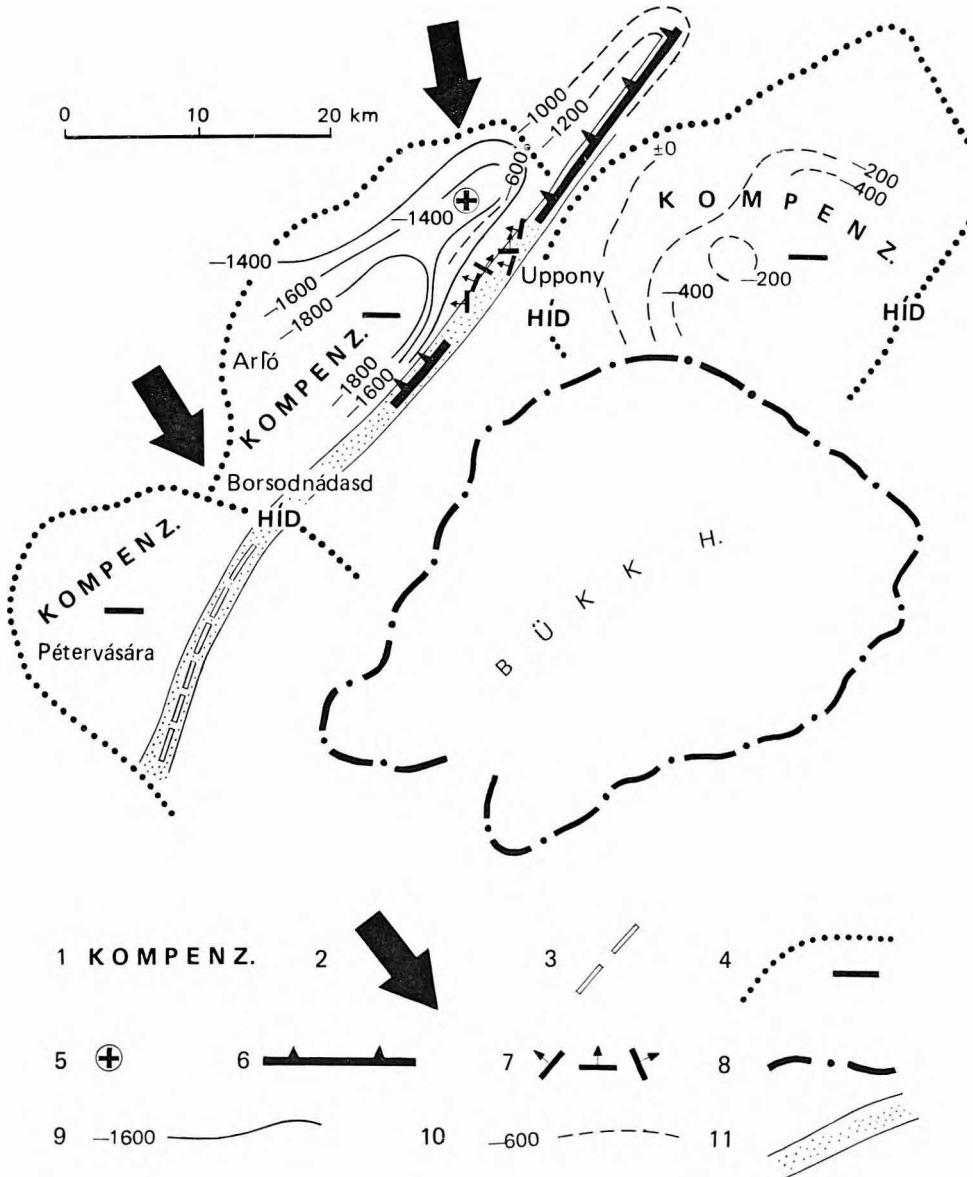 0 10 20 km
—1000
—1200
600
±0
—200
—400
KOMPENZ.
—1400
—1400
—1600
—1800
—400
—200
Uppony
HÍD
HÍD
Arló
KOMPENZ.
—1800
—1600
Borsodnádasd
HÍD
KOMPENZ.
Pétervására
BÜKK H.
1 KOMPENZ. 2 3 4
5 6 7 8
9 —1600 10 —600 11